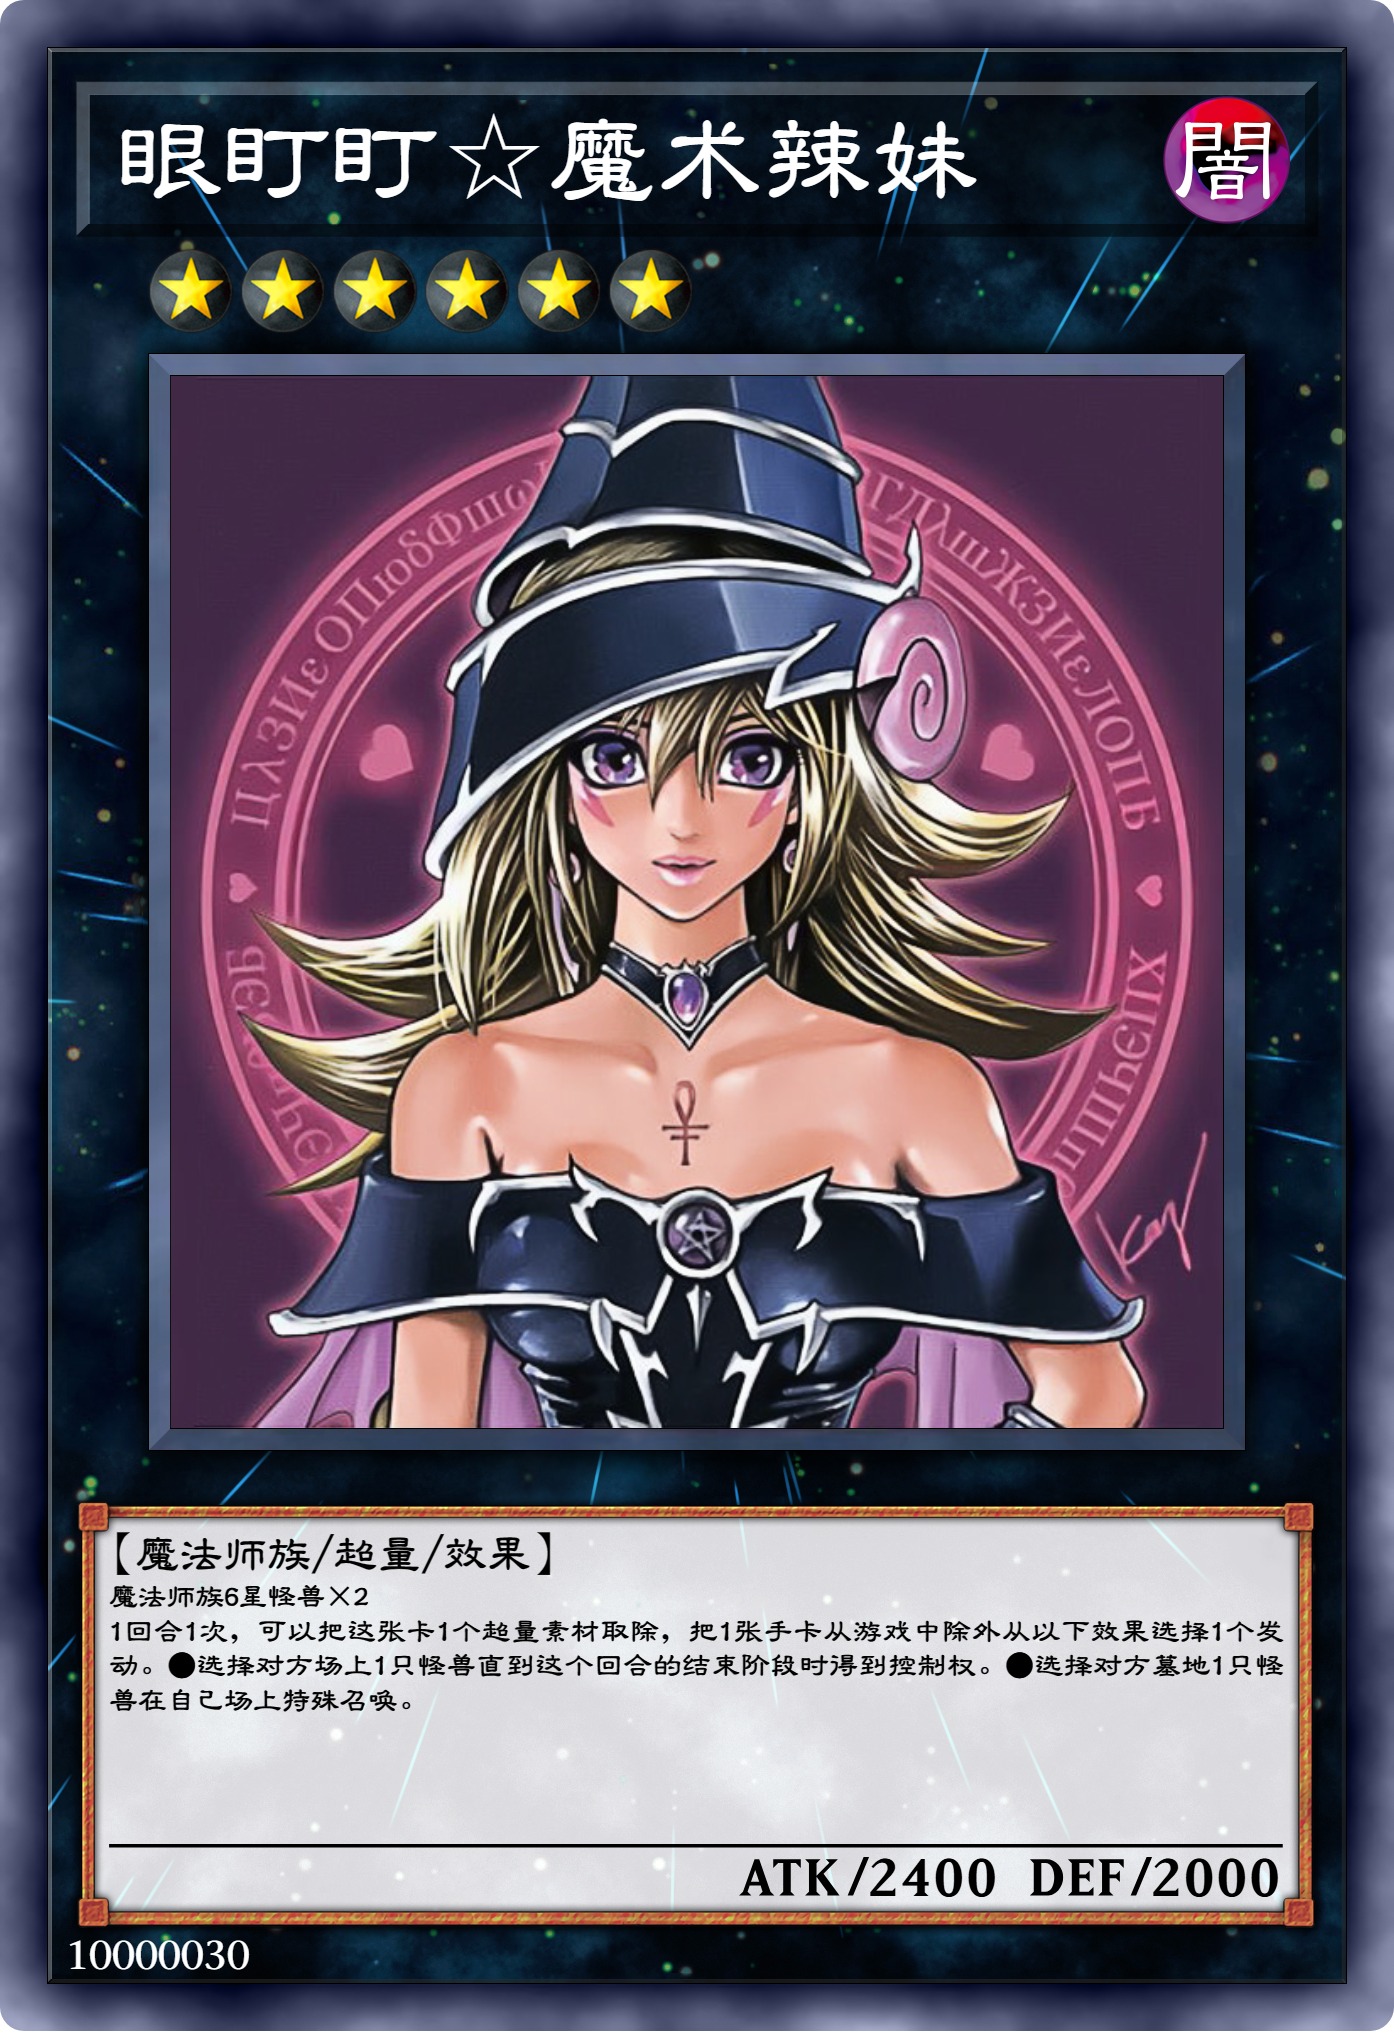 眼盯盯☆魔术辣妹
闇
【魔法师族/超量/效果】
魔法师族6星怪兽×2
1回合1次，可以把这张卡1个超量素材取除，把1张手卡从游戏中除外从以下效果选择1个发
动。●选择对方场上1只怪兽直到这个回合的结束阶段时得到控制权。●选择对方墓地1只怪
兽在自己场上特殊召唤。
ATK/2400 DEF/2000
10000030